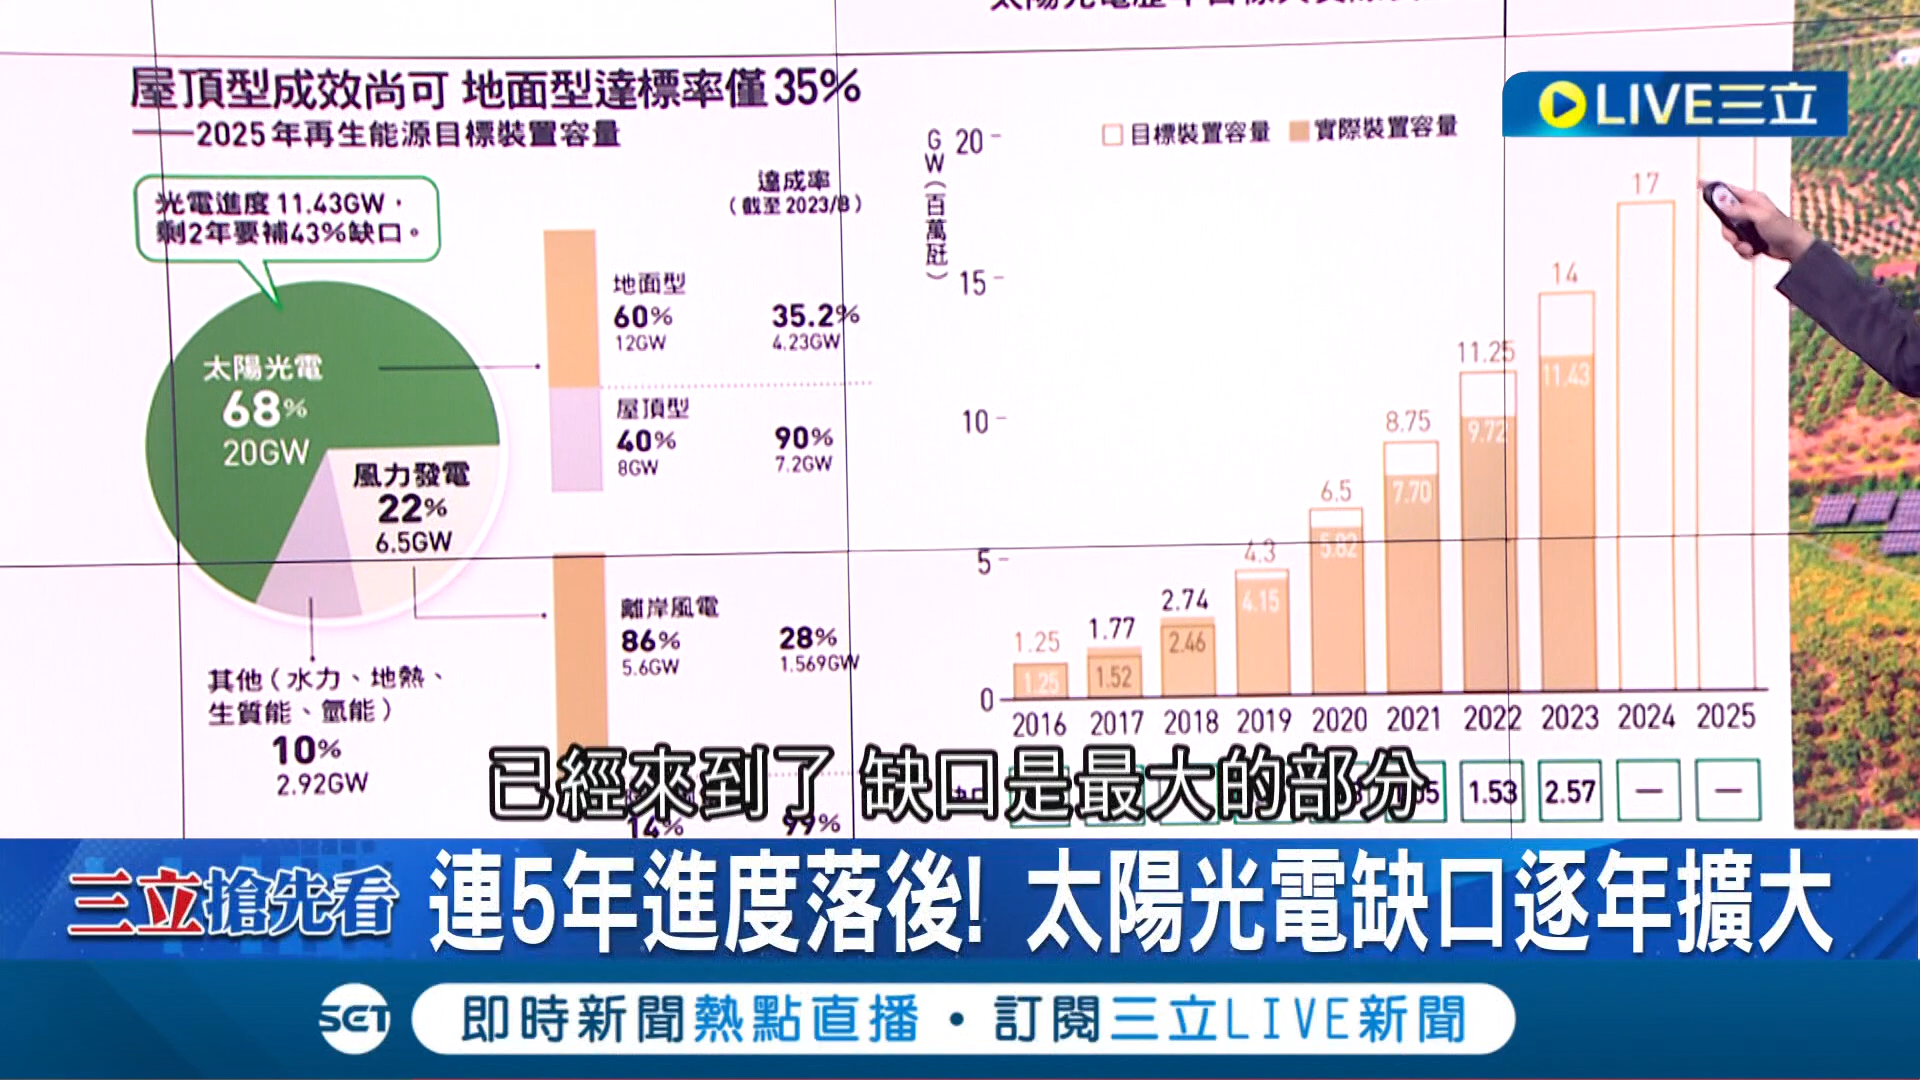 屋頂型成效尚可 地面型達標率僅35%
——2025年再生能源目標裝置容量
光電進度11.43GW，
剩2年要補43%缺口。
達成率
（截至2023/8）
太陽光電
68%
20GW
風力發電
22%
6.5GW
其他（水力、地熱、
生質能、氫能）
10%
2.92GW
地面型
60% 35.2%
12GW 4.23GW
屋頂型
40% 90%
8GW 7.2GW
離岸風電
86% 28%
5.6GW 1.569GW
14% 99%
GW（百萬瓩）
20
15
10
5
0
目標裝置容量 實際裝置容量
1.25 1.77 2.74 4.3 6.5 8.75 11.25 14 17
1.25 1.52 2.46 4.15 5.82 7.70 9.72 11.43
2016 2017 2018 2019 2020 2021 2022 2023 2024 2025
1.53 2.57 — —
LIVE三立
已經來到了 缺口是最大的部分
三立搶先看
連5年進度落後! 太陽光電缺口逐年擴大
SET
即時新聞熱點直播・訂閱三立LIVE新聞